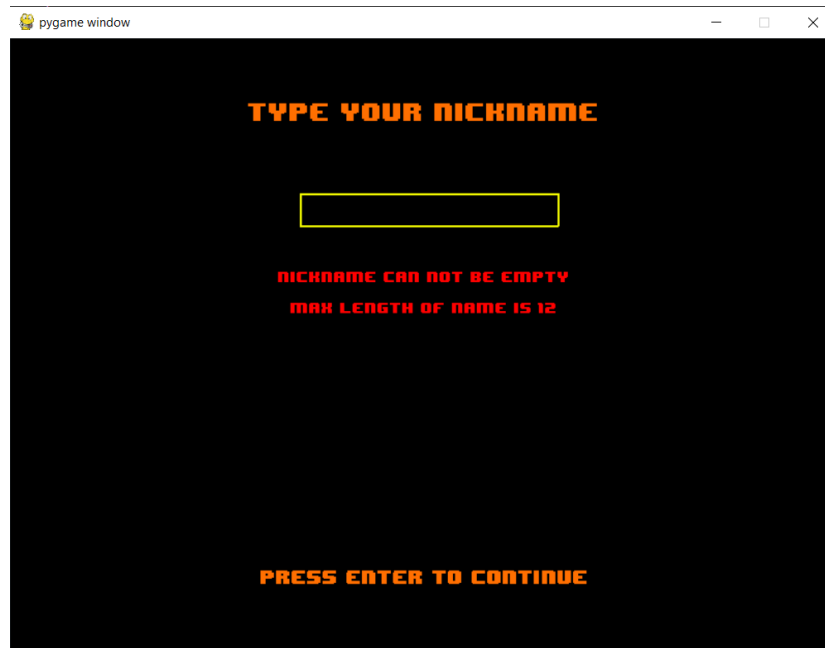 pygame window
TYPE YOUR NICKNAME
NICKNAME CAN NOT BE EMPTY
MAX LENGTH OF NAME IS 12
PRESS ENTER TO CONTINUE